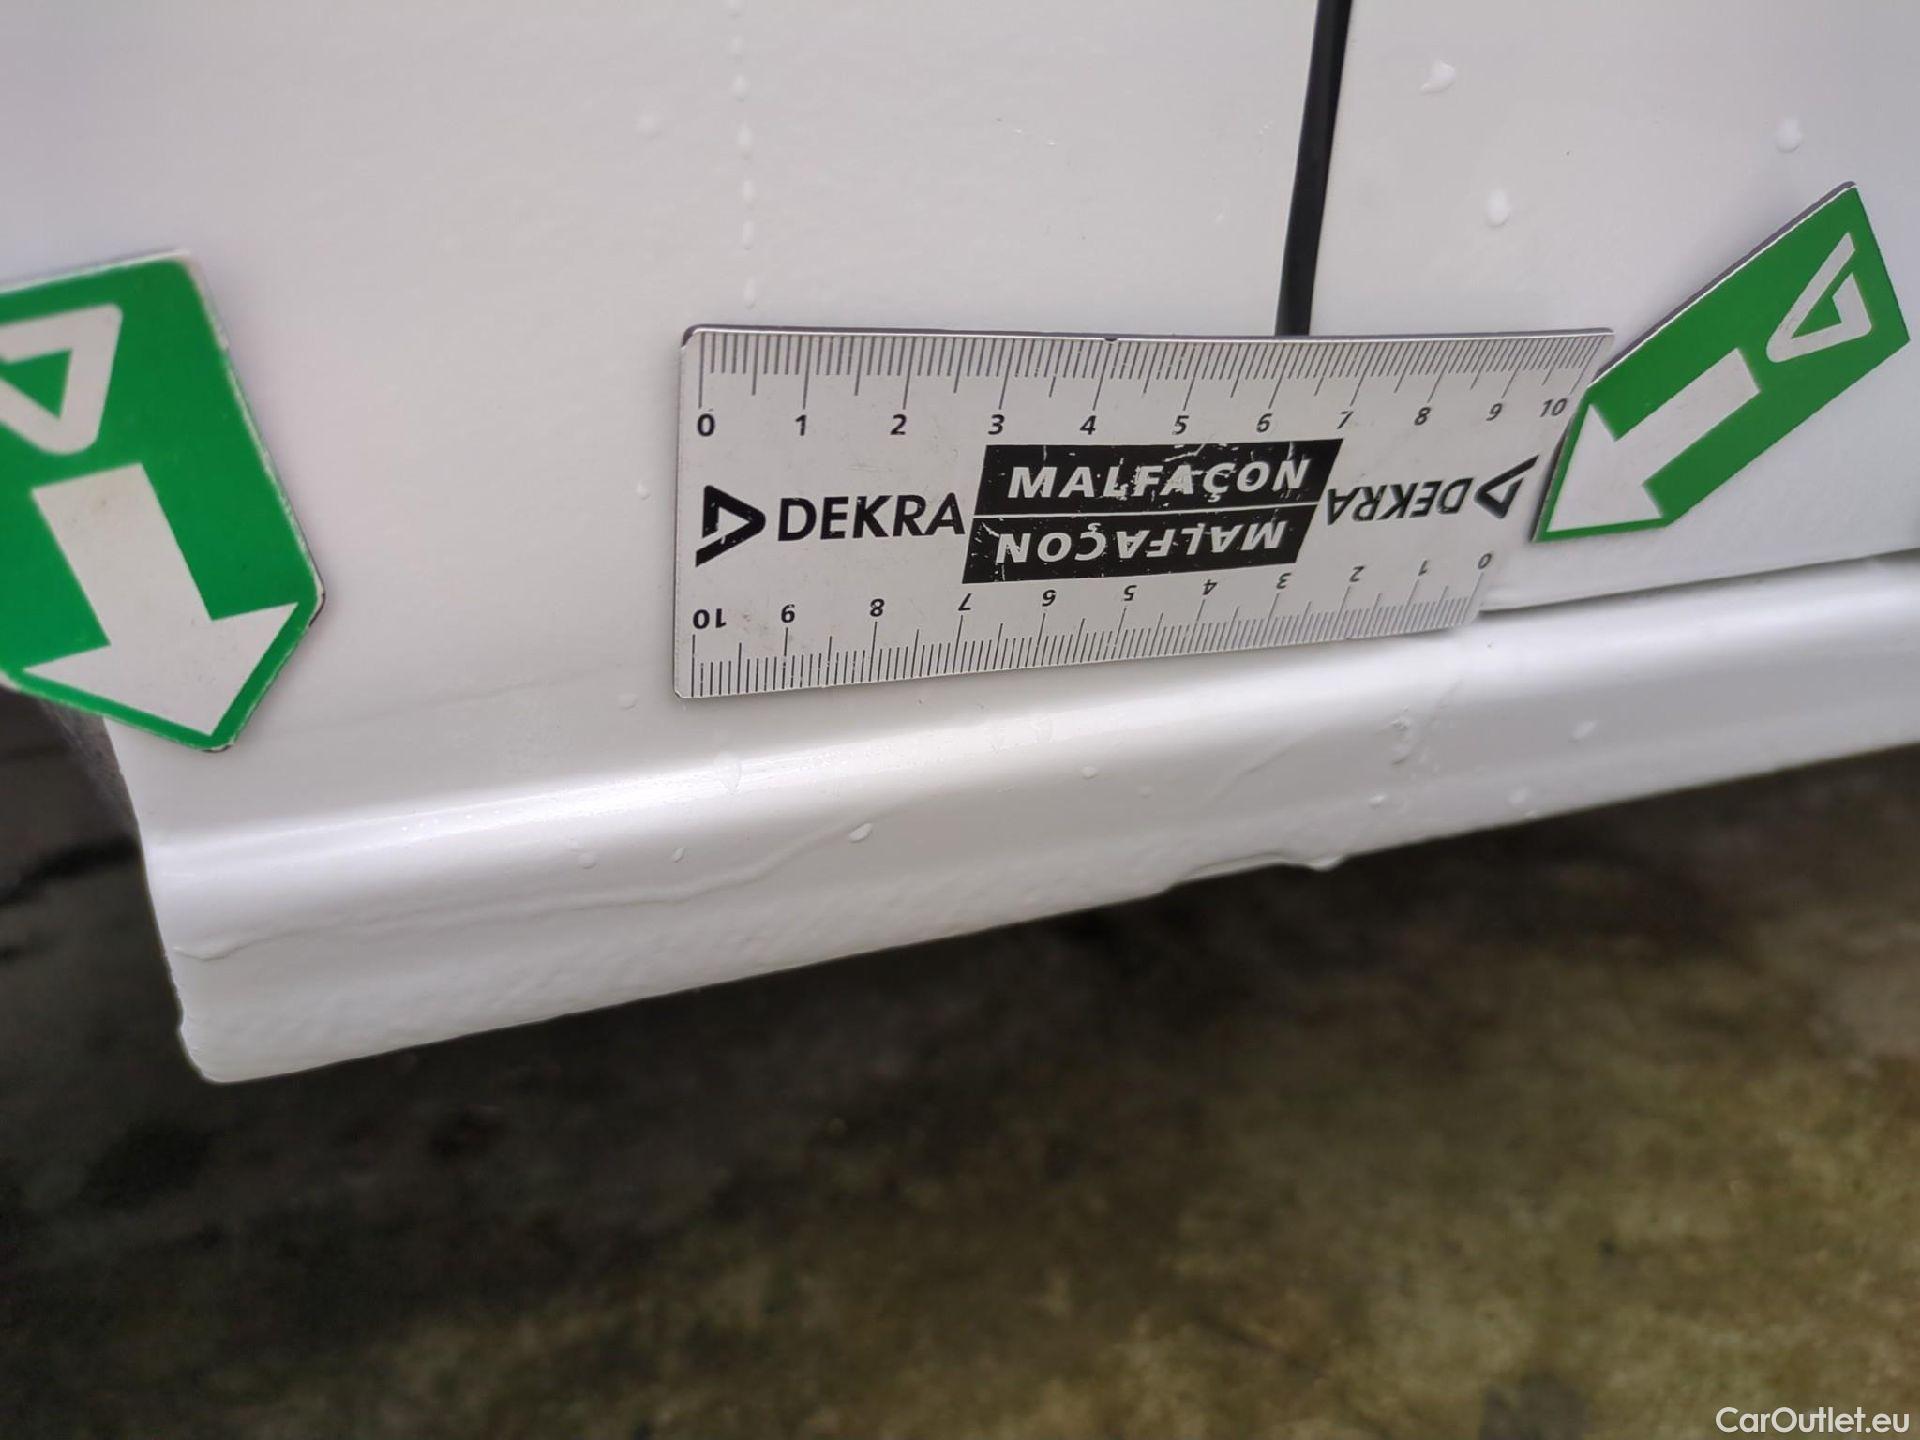 0 1 2 3 4 5 6 7 8 9 10
MALFAÇON
DEKRA
DEKRA
MALFAÇON
10 9 8 7 6 5 4 3 2 1 0
CarOutlet.eu